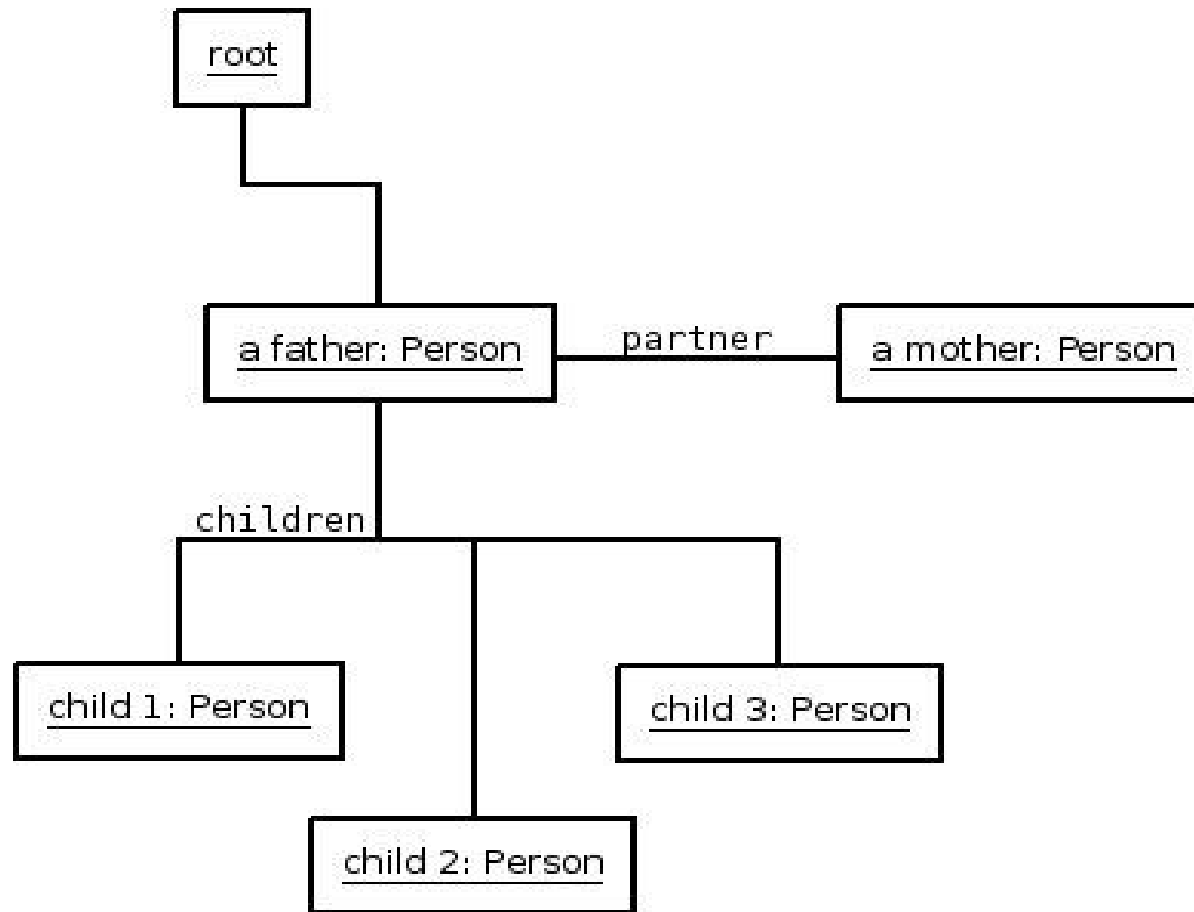 root
a father: Person
partner
a mother: Person
children
child 1: Person
child 3: Person
child 2: Person